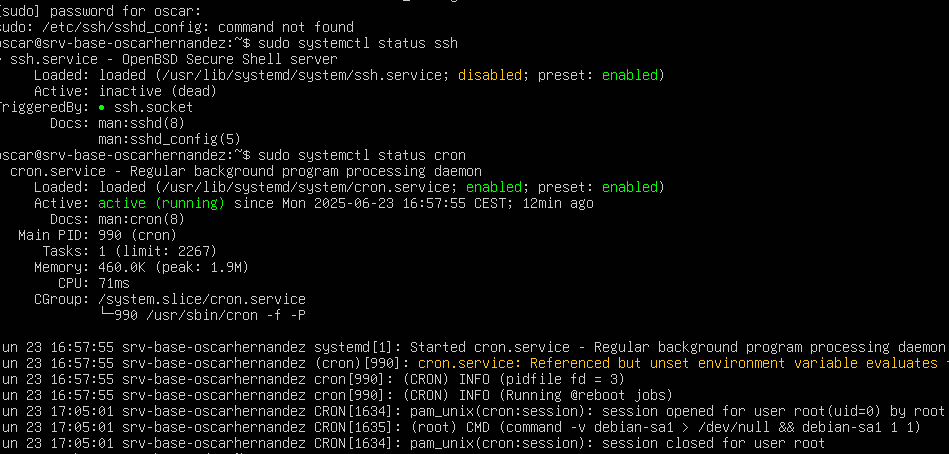 [sudo] password for oscar:
sudo: /etc/ssh/sshd_config: command not found
oscar@srv-base-oscarhernandez:~$ sudo systemctl status ssh
ssh.service - OpenBSD Secure Shell server
Loaded: loaded (/usr/lib/systemd/system/ssh.service; disabled; preset: enabled)
Active: inactive (dead)
TriggeredBy: ● ssh.socket
Docs: man:sshd(8)
man:sshd_config(5)
oscar@srv-base-oscarhernandez:~$ sudo systemctl status cron
cron.service - Regular background program processing daemon
Loaded: loaded (/usr/lib/systemd/system/cron.service; enabled; preset: enabled)
Active: active (running) since Mon 2025-06-23 16:57:55 CEST; 12min ago
Docs: man:cron(8)
Main PID: 990 (cron)
Tasks: 1 (limit: 2267)
Memory: 460.0K (peak: 1.9M)
CPU: 71ms
CGroup: /system.slice/cron.service
└─990 /usr/sbin/cron -f -P
un 23 16:57:55 srv-base-oscarhernandez systemd[1]: Started cron.service - Regular background program processing daemon
un 23 16:57:55 srv-base-oscarhernandez (cron)[990]: cron.service: Referenced but unset environment variable evaluates
un 23 16:57:55 srv-base-oscarhernandez cron[990]: (CRON) INFO (pidfile fd = 3)
un 23 16:57:55 srv-base-oscarhernandez cron[990]: (CRON) INFO (Running @reboot jobs)
un 23 17:05:01 srv-base-oscarhernandez CRON[1634]: pam_unix(cron:session): session opened for user root(uid=0) by root
un 23 17:05:01 srv-base-oscarhernandez CRON[1635]: (root) CMD (command -v debian-sa1 > /dev/null && debian-sa1 1 1)
un 23 17:05:01 srv-base-oscarhernandez CRON[1634]: pam_unix(cron:session): session closed for user root